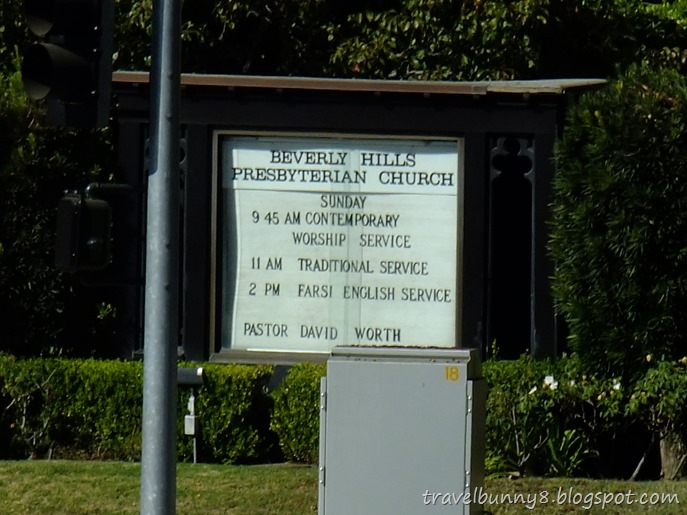 BEVERLY HILLS
PRESBYTERIAN CHURCH
SUNDAY
9 45 AM CONTEMPORARY
WORSHIP SERVICE
11 AM TRADITIONAL SERVICE
2 PM FARSI ENGLISH SERVICE
PASTOR DAVID WORTH
18
travelbunny8.blogspot.com